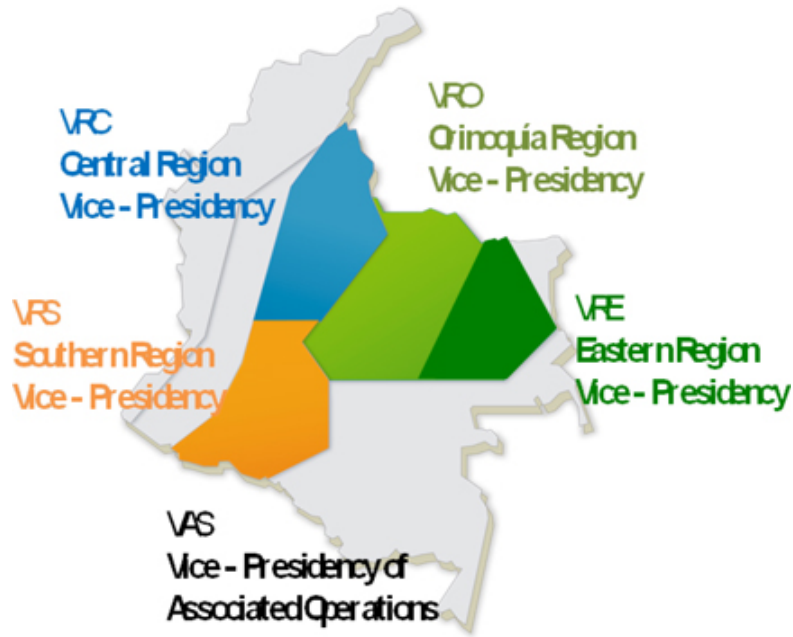 VRC
Central Region
Vice - Presidency
VRO
Orinoquía Region
Vice - Presidency
VRS
Southern Region
Vice - Presidency
VRE
Eastern Region
Vice - Presidency
VAS
Vice - Presidency of
Associated Operations